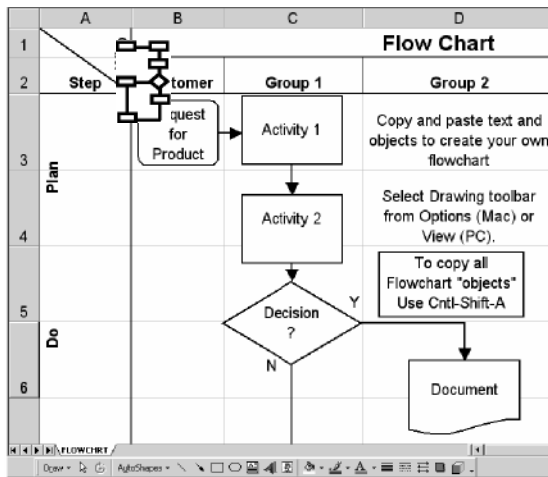 A B C D
1 Flow Chart
2 Step tomer Group 1 Group 2
quest
for
Product
Activity 1
Copy and paste text and
objects to create your own
flowchart
3
Plan
Activity 2
Select Drawing toolbar
from Options (Mac) or
View (PC).
4
To copy all
Flowchart "objects"
Use Cntl-Shift-A
Decision
?
Y
5
Do
N
Document
6
FLOWCHRT
Draw AutoShapes